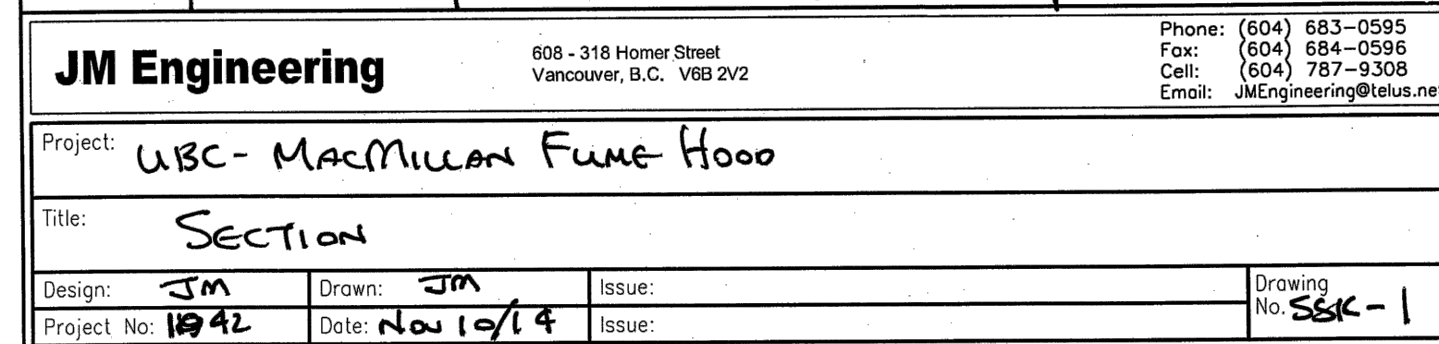 JM Engineering
608 - 318 Homer Street
Vancouver, B.C. V6B 2V2
Phone: (604) 683-0595
Fax: (604) 684-0596
Cell: (604) 787-9308
Email: JMEngineering@telus.net
Project: UBC- MACMILLAN FUME HOOD
Title: SECTION
Design: JM
Drawn: JM
Issue:
Drawing
No. SSK-1
Project No:
Date: Nov 10/14
Issue: